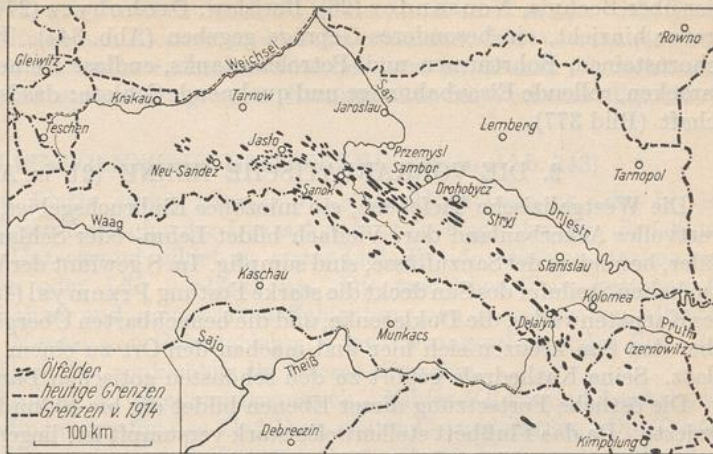 Rowno
Gleiwitz
Weichsel
San
Krakau
Tarnow
Jaroslau
Teschen
Lemberg
Jasło
Przemysl
Neu-Sandez
Sambor
Tarnopol
Sanok
Drohobycz
Stryj
Dnjestr
Waag
Stanislau
Kaschau
Kolomea
Delatyn
Sajo
Munkacs
Pruth
Theiß
Czernowitz
Ölfelder
heutige Grenzen
Grenzen v. 1914
100 km
Debreczin
Kimpolung